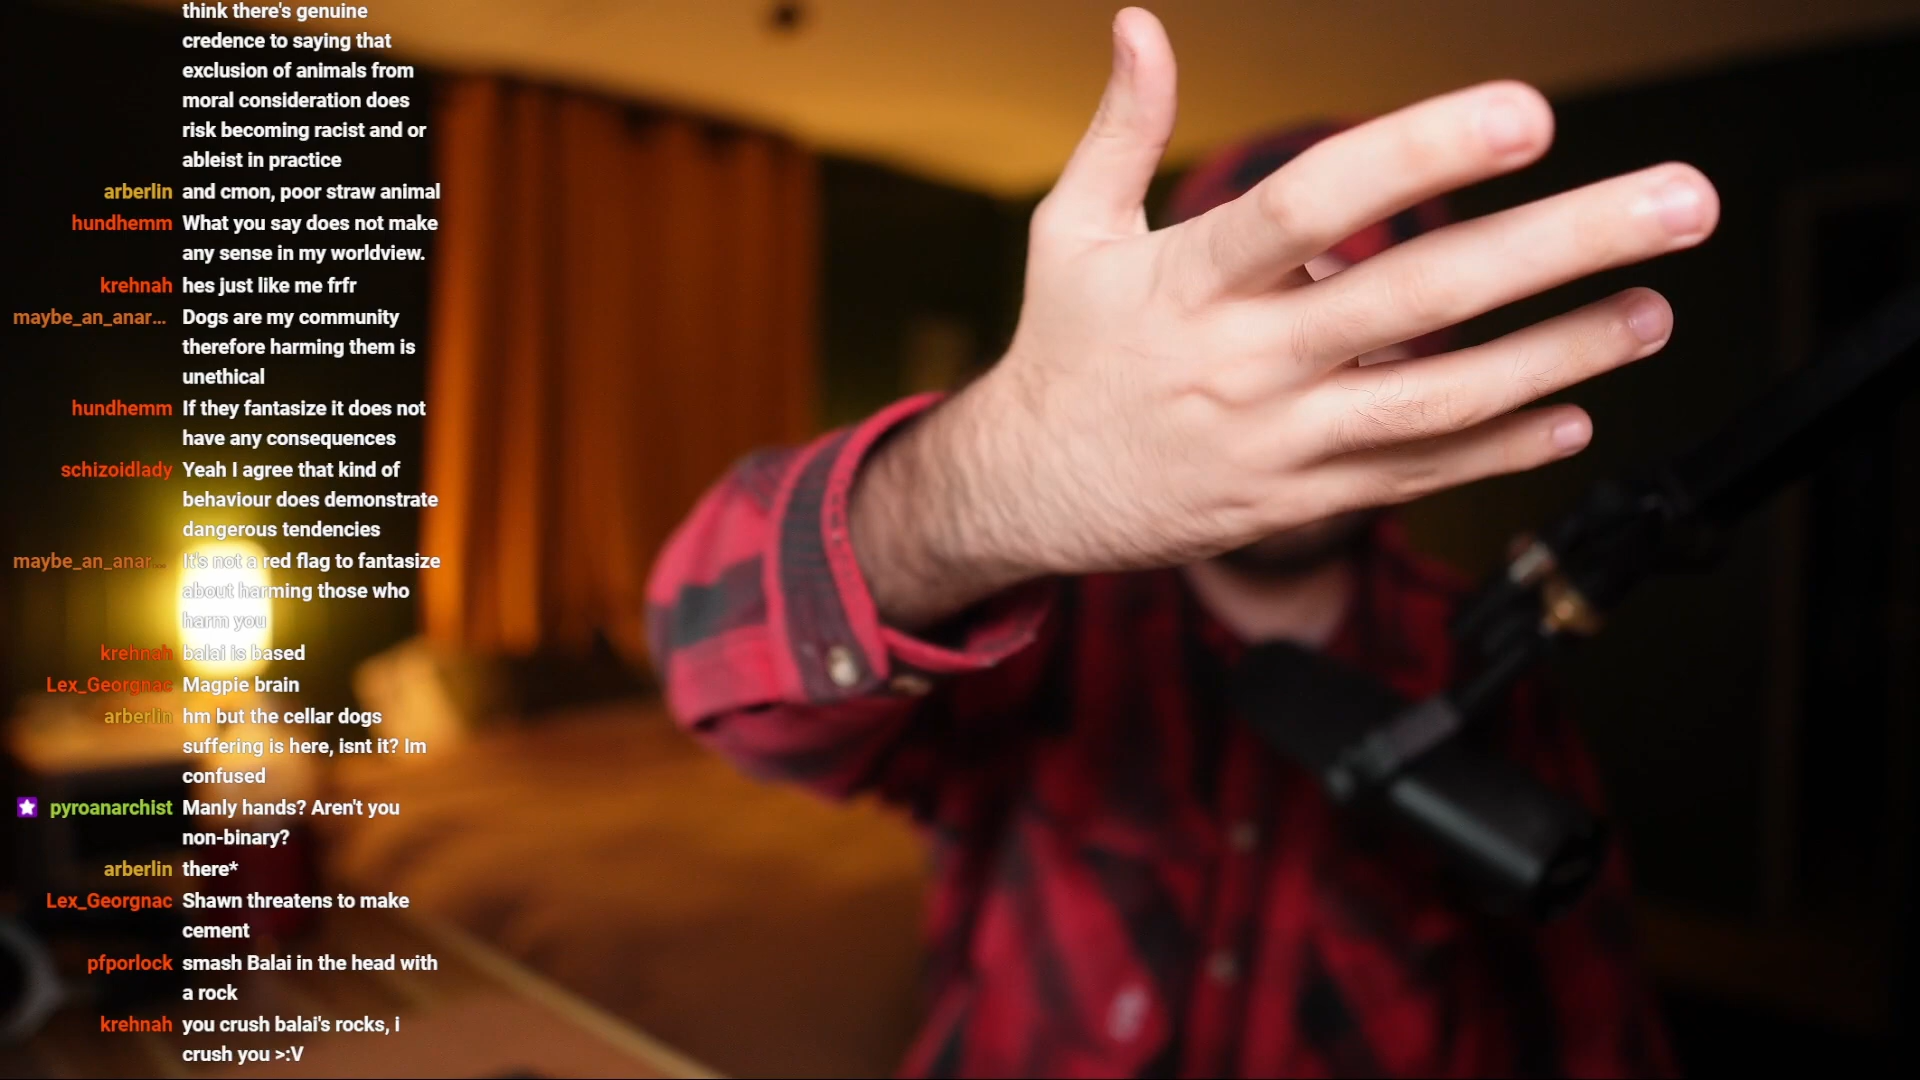 think there's genuine
credence to saying that
exclusion of animals from
moral consideration does
risk becoming racist and or
ableist in practice
arberlin and cmon, poor straw animal
hundhemm What you say does not make
any sense in my worldview.
krehnah hes just like me frfr
maybe_an_anar... Dogs are my community
therefore harming them is
unethical
hundhemm If they fantasize it does not
have any consequences
schizoidlady Yeah I agree that kind of
behaviour does demonstrate
dangerous tendencies
maybe_an_anar... It's not a red flag to fantasize
about harming those who
harm you
krehnah balai is based
Lex_Georgnac Magpie brain
arberlin hm but the cellar dogs
suffering is here, isnt it? Im
confused
pyroanarchist Manly hands? Aren't you
non-binary?
arberlin there*
Lex_Georgnac Shawn threatens to make
cement
pfporlock smash Balai in the head with
a rock
krehnah you crush balai's rocks, i
crush you >:V